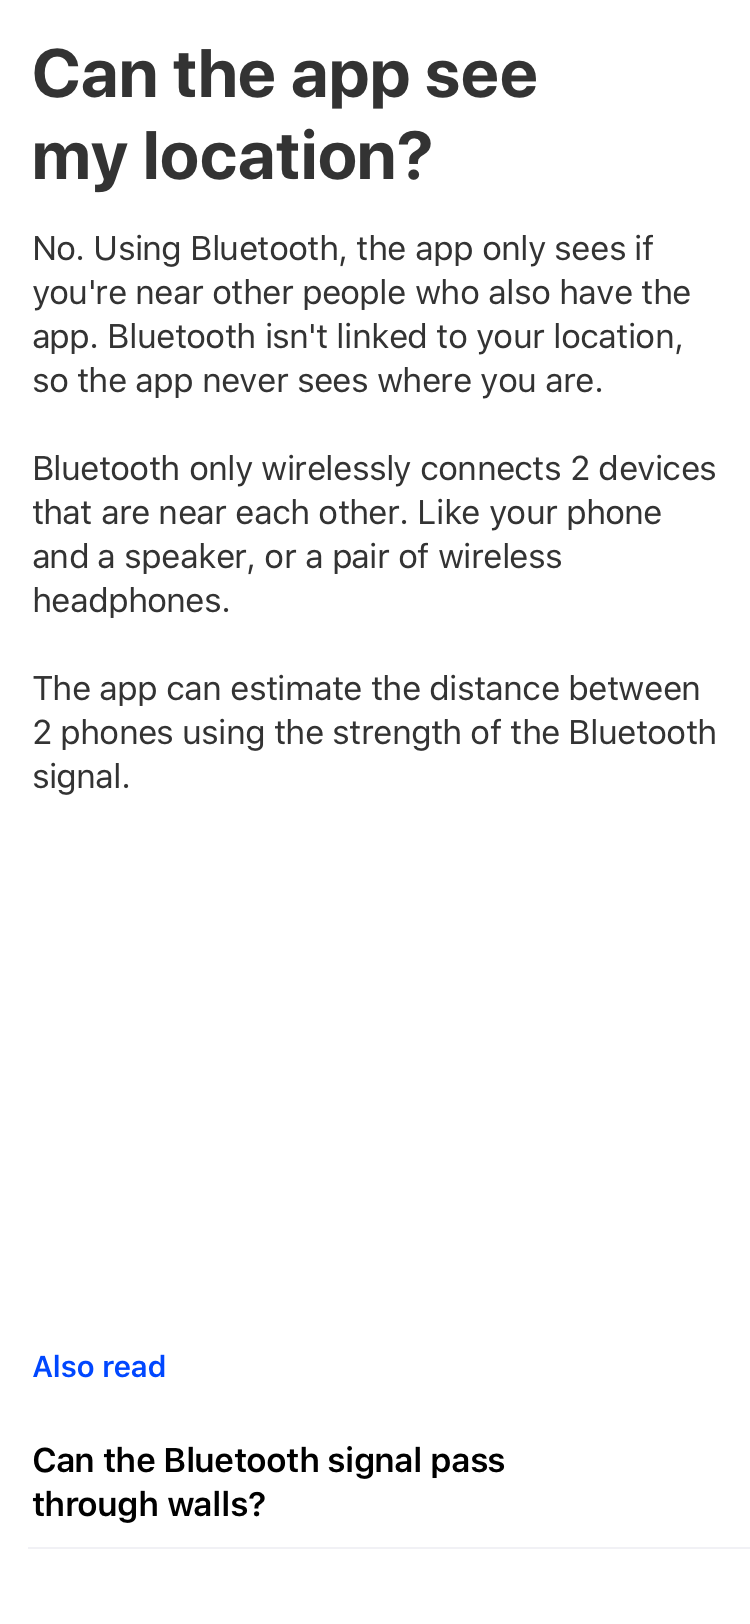 Can the app see
my location?
No. Using Bluetooth, the app only sees if
you're near other people who also have the
app. Bluetooth isn't linked to your location,
so the app never sees where you are.
Bluetooth only wirelessly connects 2 devices
that are near each other. Like your phone
and a speaker, or a pair of wireless
headphones.
The app can estimate the distance between
2 phones using the strength of the Bluetooth
signal.
Also read
Can the Bluetooth signal pass
through walls?